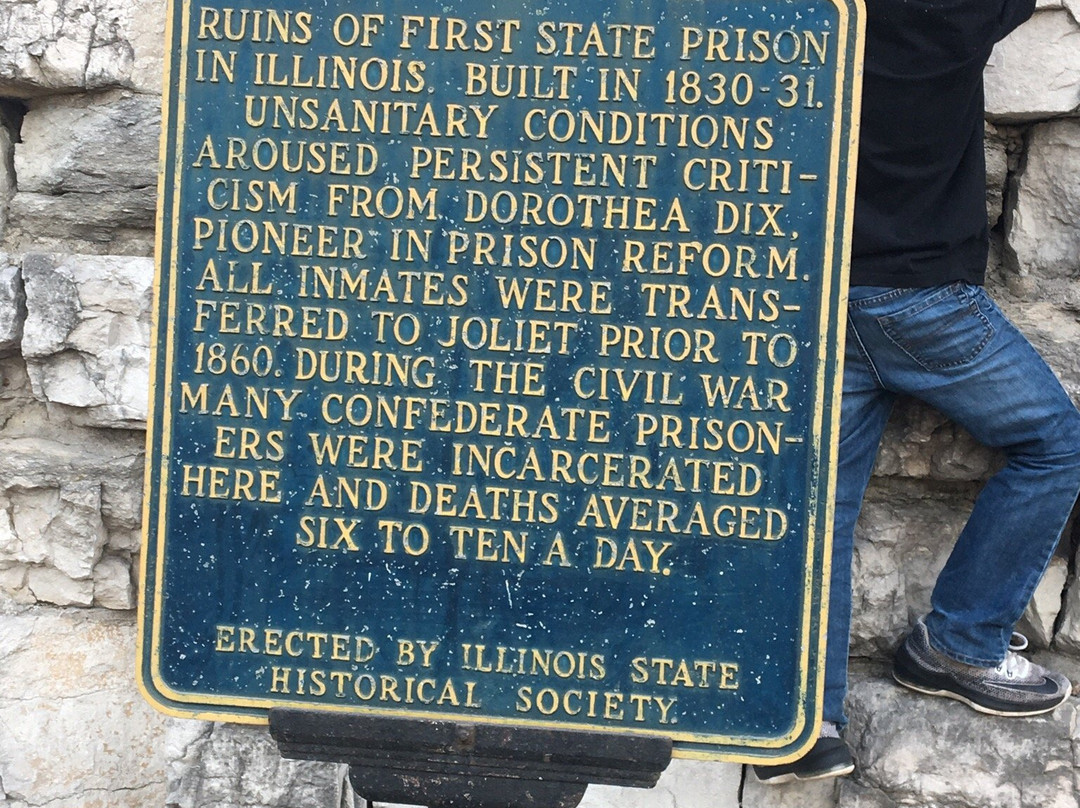 RUINS OF FIRST STATE PRISON
IN ILLINOIS. BUILT IN 1830-31.
UNSANITARY CONDITIONS
AROUSED PERSISTENT CRITI-
CISM FROM DOROTHEA DIX,
PIONEER IN PRISON REFORM.
ALL INMATES WERE TRANS-
FERRED TO JOLIET PRIOR TO
1860. DURING THE CIVIL WAR
MANY CONFEDERATE PRISON-
ERS WERE INCARCERATED
HERE AND DEATHS AVERAGED
SIX TO TEN A DAY.
ERECTED BY ILLINOIS STATE
HISTORICAL SOCIETY.